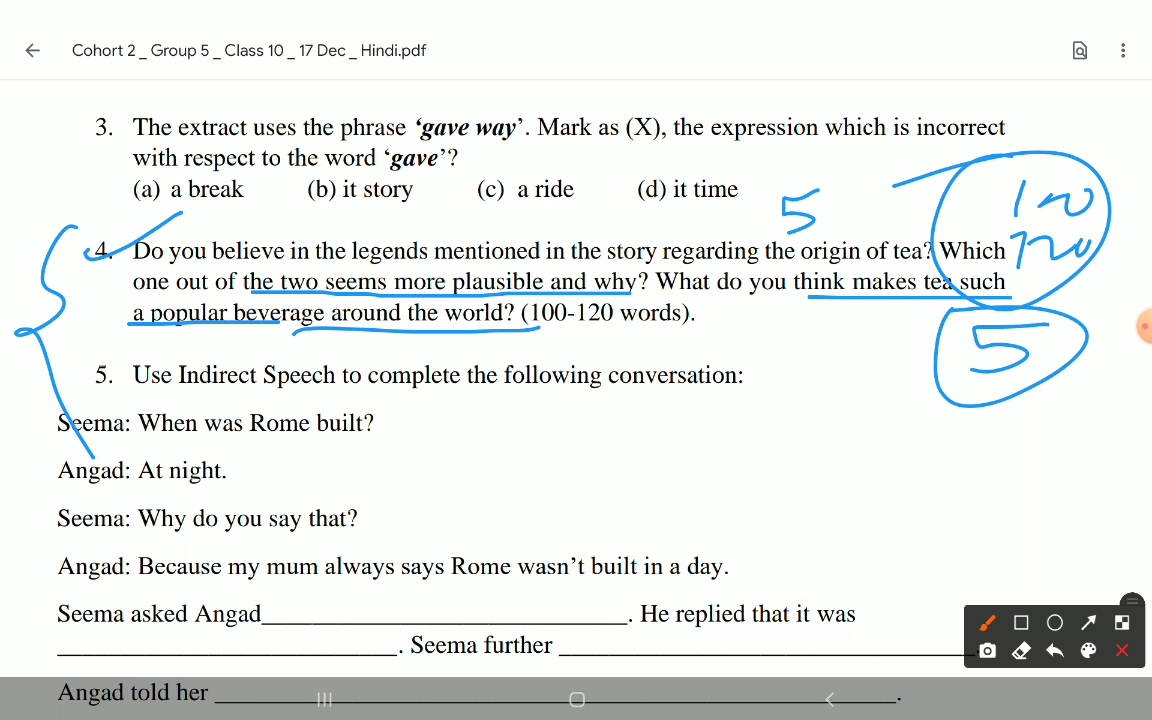 Cohort 2 _ Group 5 _ Class 10 _ 17 Dec _ Hindi.pdf
3. The extract uses the phrase ‘gave way’. Mark as (X), the expression which is incorrect
with respect to the word ‘gave’?
(a) a break (b) it story (c) a ride (d) it time
5
4. Do you believe in the legends mentioned in the story regarding the origin of tea? Which
one out of the two seems more plausible and why? What do you think makes tea such
a popular beverage around the world? (100-120 words).
5
5. Use Indirect Speech to complete the following conversation:
Seema: When was Rome built?
Angad: At night.
Seema: Why do you say that?
Angad: Because my mum always says Rome wasn’t built in a day.
Seema asked Angad______________________________. He replied that it was
____________________________. Seema further __________________________________.
Angad told her ________________________________________________________.